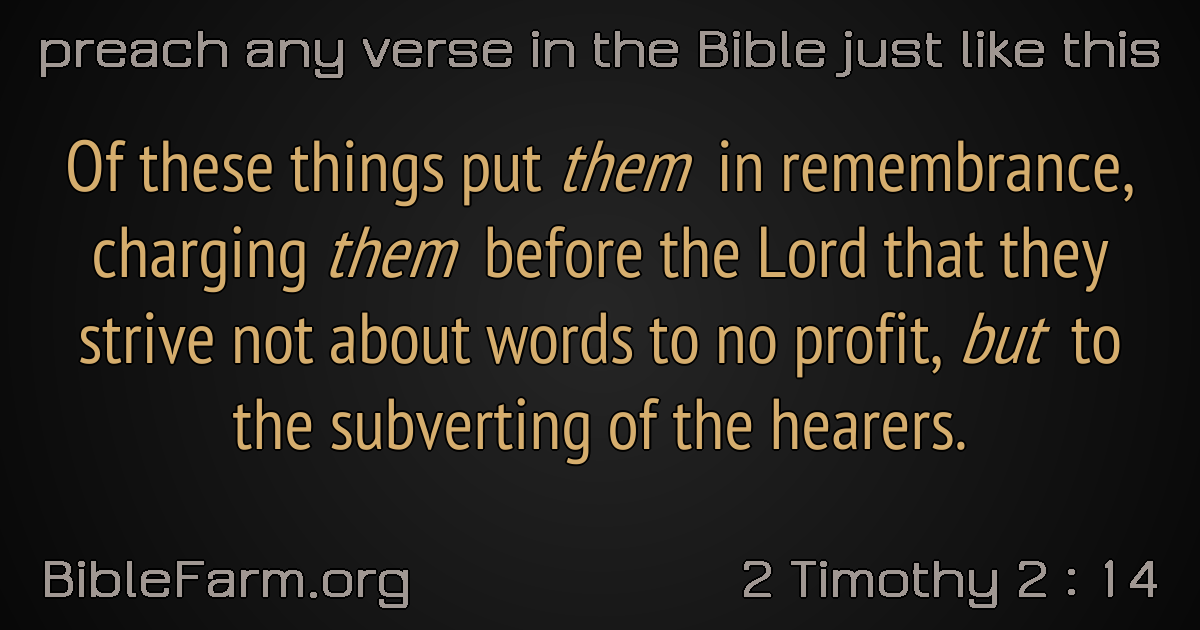 preach any verse in the Bible just like this
Of these things put them in remembrance,
charging them before the Lord that they
strive not about words to no profit, but to
the subverting of the hearers.
BibleFarm.org
2 Timothy 2 : 14